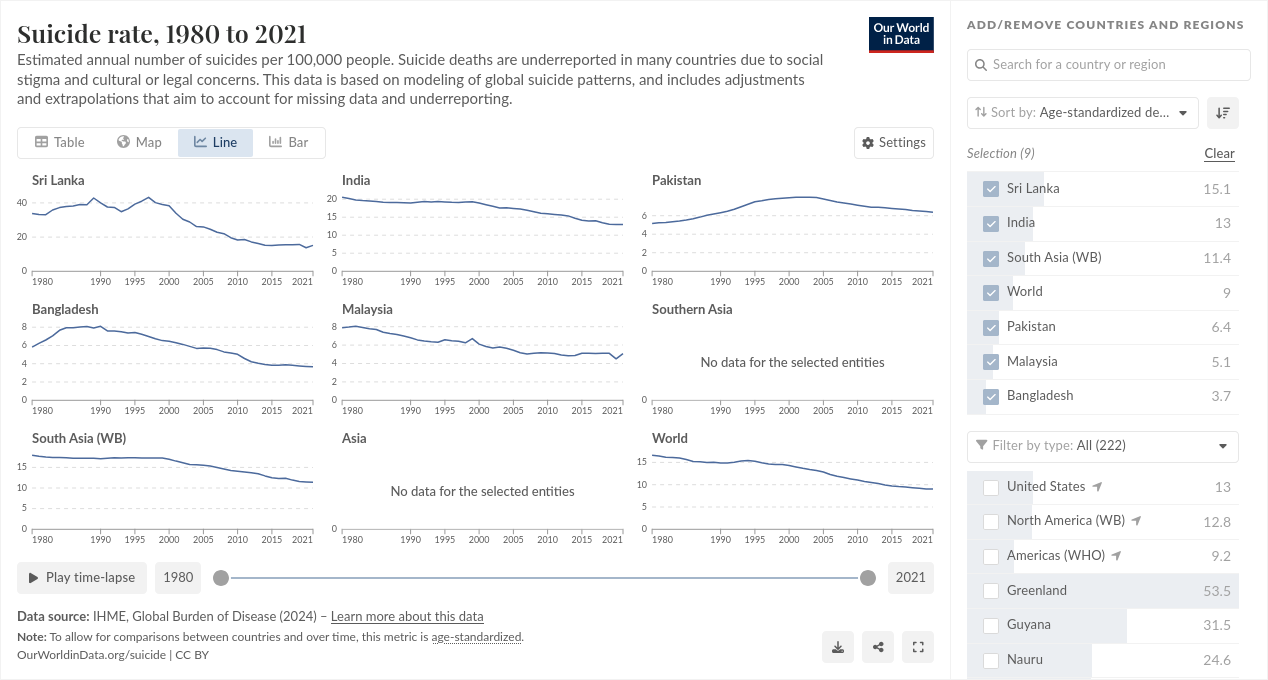 Suicide rate, 1980 to 2021
Estimated annual number of suicides per 100,000 people. Suicide deaths are underreported in many countries due to social
stigma and cultural or legal concerns. This data is based on modeling of global suicide patterns, and includes adjustments
and extrapolations that aim to account for missing data and underreporting.
Our World
in Data
Table
Map
Line
Bar
Settings
Sri Lanka
40
20
0
1980 1990 1995 2000 2005 2010 2015 2021
India
20
15
10
5
0
1980 1990 1995 2000 2005 2010 2015 2021
Pakistan
6
4
2
0
1980 1990 1995 2000 2005 2010 2015 2021
Bangladesh
8
6
4
2
0
1980 1990 1995 2000 2005 2010 2015 2021
Malaysia
8
6
4
2
0
1980 1990 1995 2000 2005 2010 2015 2021
Southern Asia
No data for the selected entities
0
1980 1990 1995 2000 2005 2010 2015 2021
South Asia (WB)
15
10
5
0
1980 1990 1995 2000 2005 2010 2015 2021
Asia
No data for the selected entities
0
1980 1990 1995 2000 2005 2010 2015 2021
World
15
10
5
0
1980 1990 1995 2000 2005 2010 2015 2021
Play time-lapse
1980
2021
Data source: IHME, Global Burden of Disease (2024) – Learn more about this data
Note: To allow for comparisons between countries and over time, this metric is age-standardized.
OurWorldinData.org/suicide | CC BY
ADD/REMOVE COUNTRIES AND REGIONS
Search for a country or region
Sort by: Age-standardized de...
Selection (9)
Clear
Sri Lanka 15.1
India 13
South Asia (WB) 11.4
World 9
Pakistan 6.4
Malaysia 5.1
Bangladesh 3.7
Filter by type: All (222)
United States 13
North America (WB) 12.8
Americas (WHO) 9.2
Greenland 53.5
Guyana 31.5
Nauru 24.6